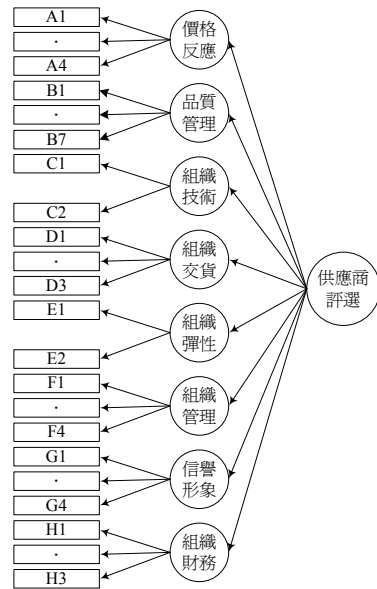 A1
.
A4
價格
反應
B1
.
B7
品質
管理
C1
C2
組織
技術
D1
.
D3
組織
交貨
E1
E2
組織
彈性
F1
.
F4
組織
管理
G1
.
G4
信譽
形象
H1
.
H3
組織
財務
供應商
評選